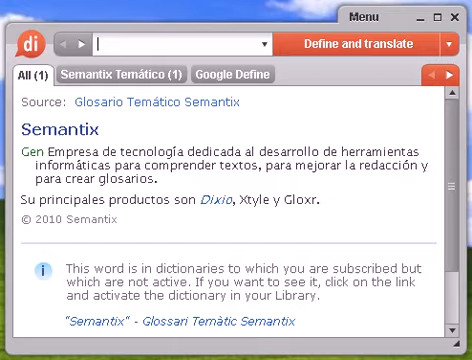 Menu
di
Define and translate
All (1)
Semantix Temático (1)
Google Define
Source: Glosario Temático Semantix
Semantix
Gen Empresa de tecnología dedicada al desarrollo de herramientas
informáticas para comprender textos, para mejorar la redacción y
para crear glosarios.
Su principales productos son Dixio, Xtyle y Gloxr.
© 2010 Semantix
This word is in dictionaries to which you are subscribed but
which are not active. If you want to see it, click on the link
and activate the dictionary in your Library.
"Semantix" - Glossari Temàtic Semantix